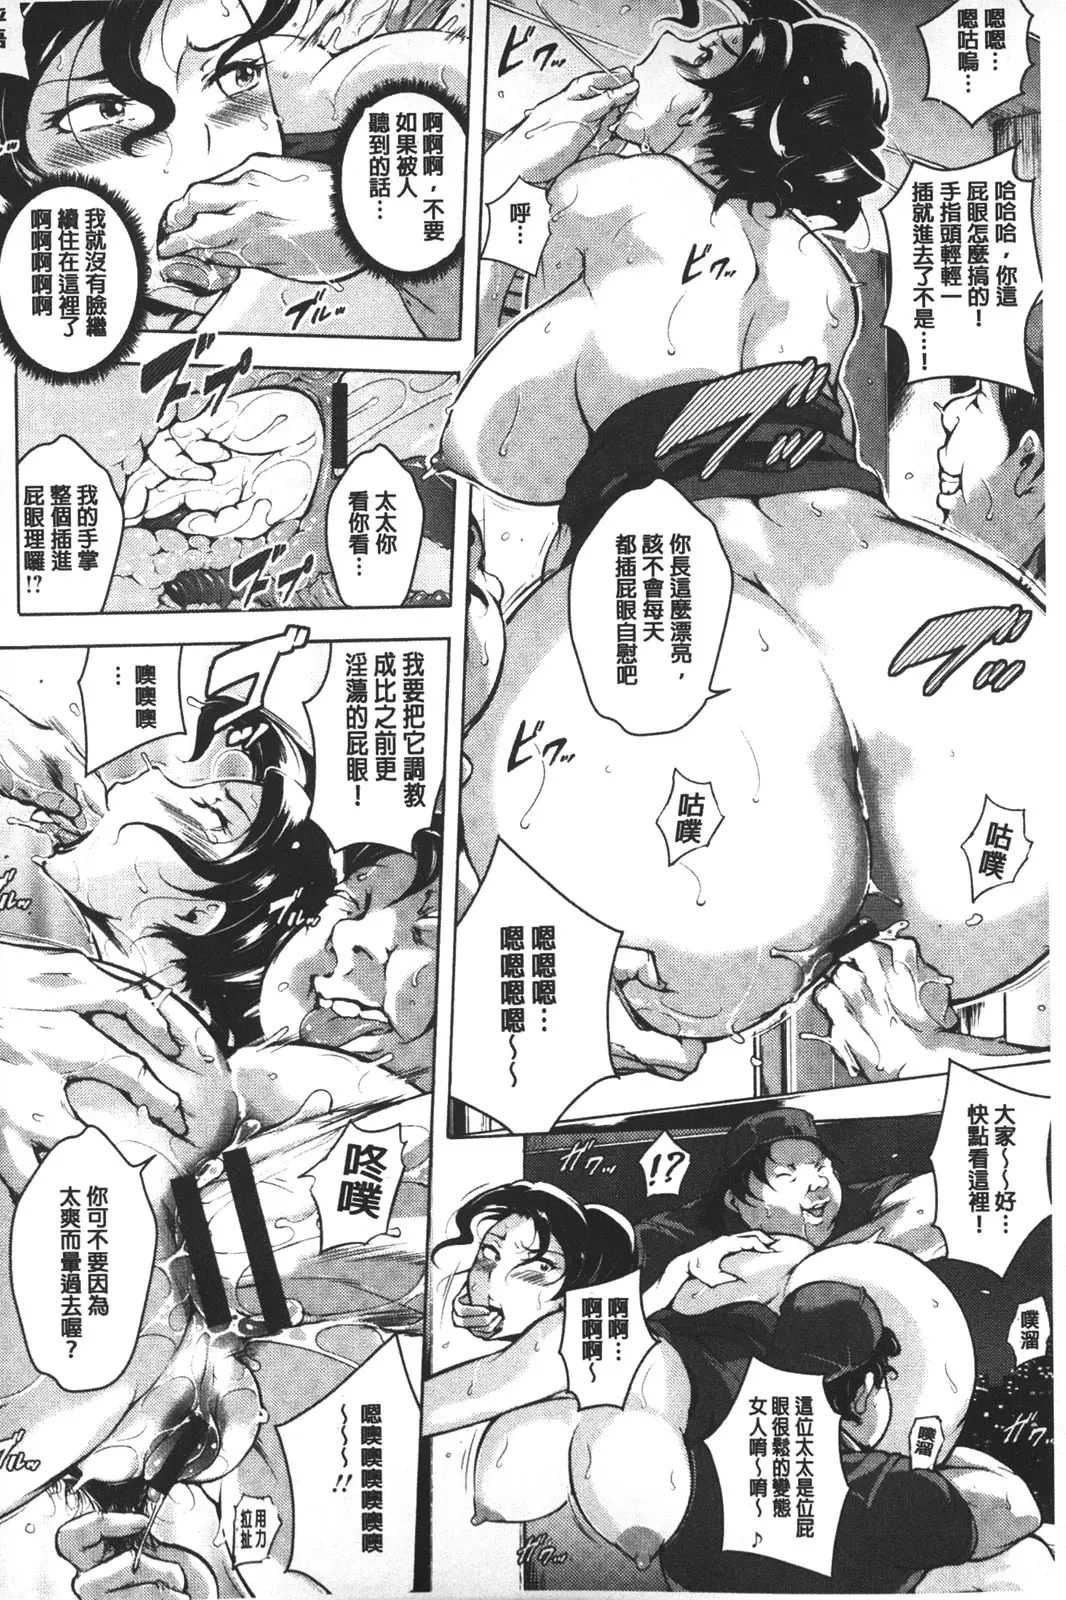 嗯嗯…
嗯咕嗚…
哈哈哈，你這
屁眼怎麼搞的！
手指頭輕輕一
插就進去了不是…！
呼…
你長這麼漂亮，
該不會每天
都插屁眼自慰吧
咕噗
咕噗
嗯嗯嗯…
嗯嗯嗯嗯～
大家～～好…
快點看這裡！
!?
啊啊…
啊啊啊～
噗溜
噗溜
這位太太是位屁
眼很鬆的變態
女人唷～唷～♪
啊啊啊，不要
如果被人
聽到的話…
我就沒有臉繼
續住在這裡了
啊啊啊啊啊
太太你
看你看…
我的手掌
整個插進
屁眼理囉!?
我要把它調教
成比之前更
淫蕩的屁眼！
噢噢噢
…
咚噗
你可不要因為
太爽而暈過去喔？
嗯噢噢噢噢噢
～～～!!
用力
拉扯